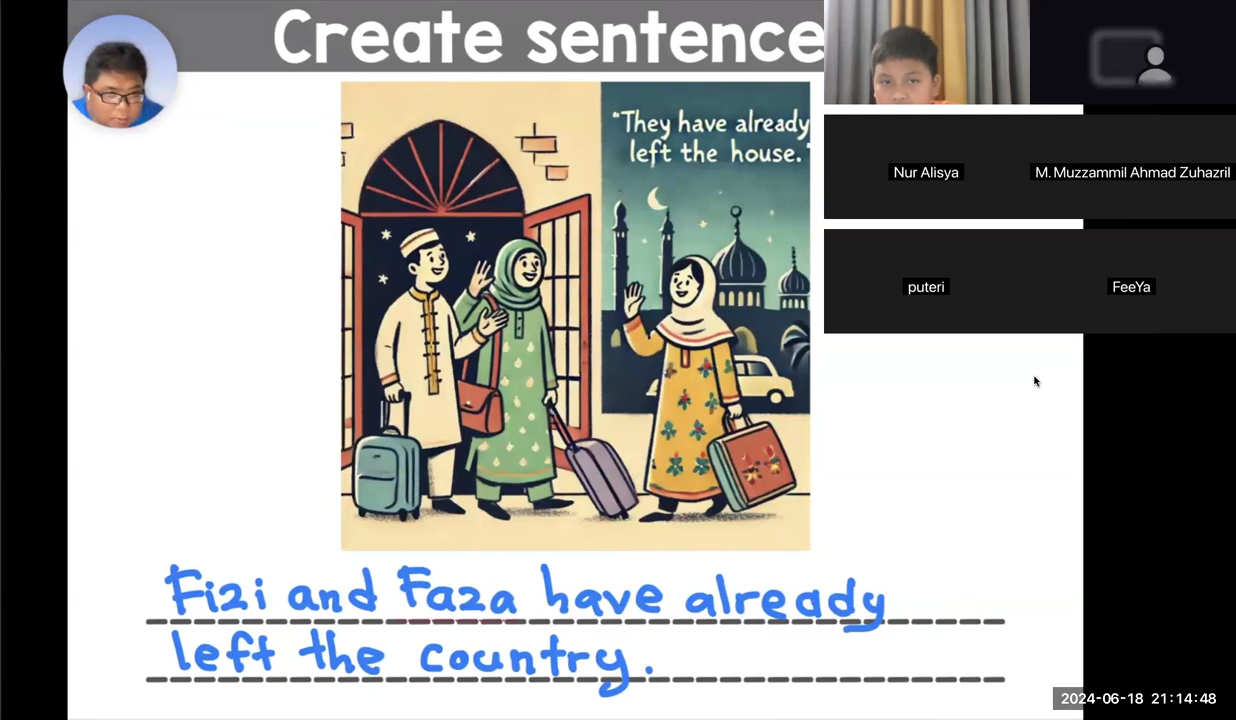 Create sentence
"They have already
left the house."
Nur Alisya
M. Muzzammil Ahmad Zuhazril
puteri
FeeYa
Fizi and Faza have already
left the country.
2024-06-18 21:14:48